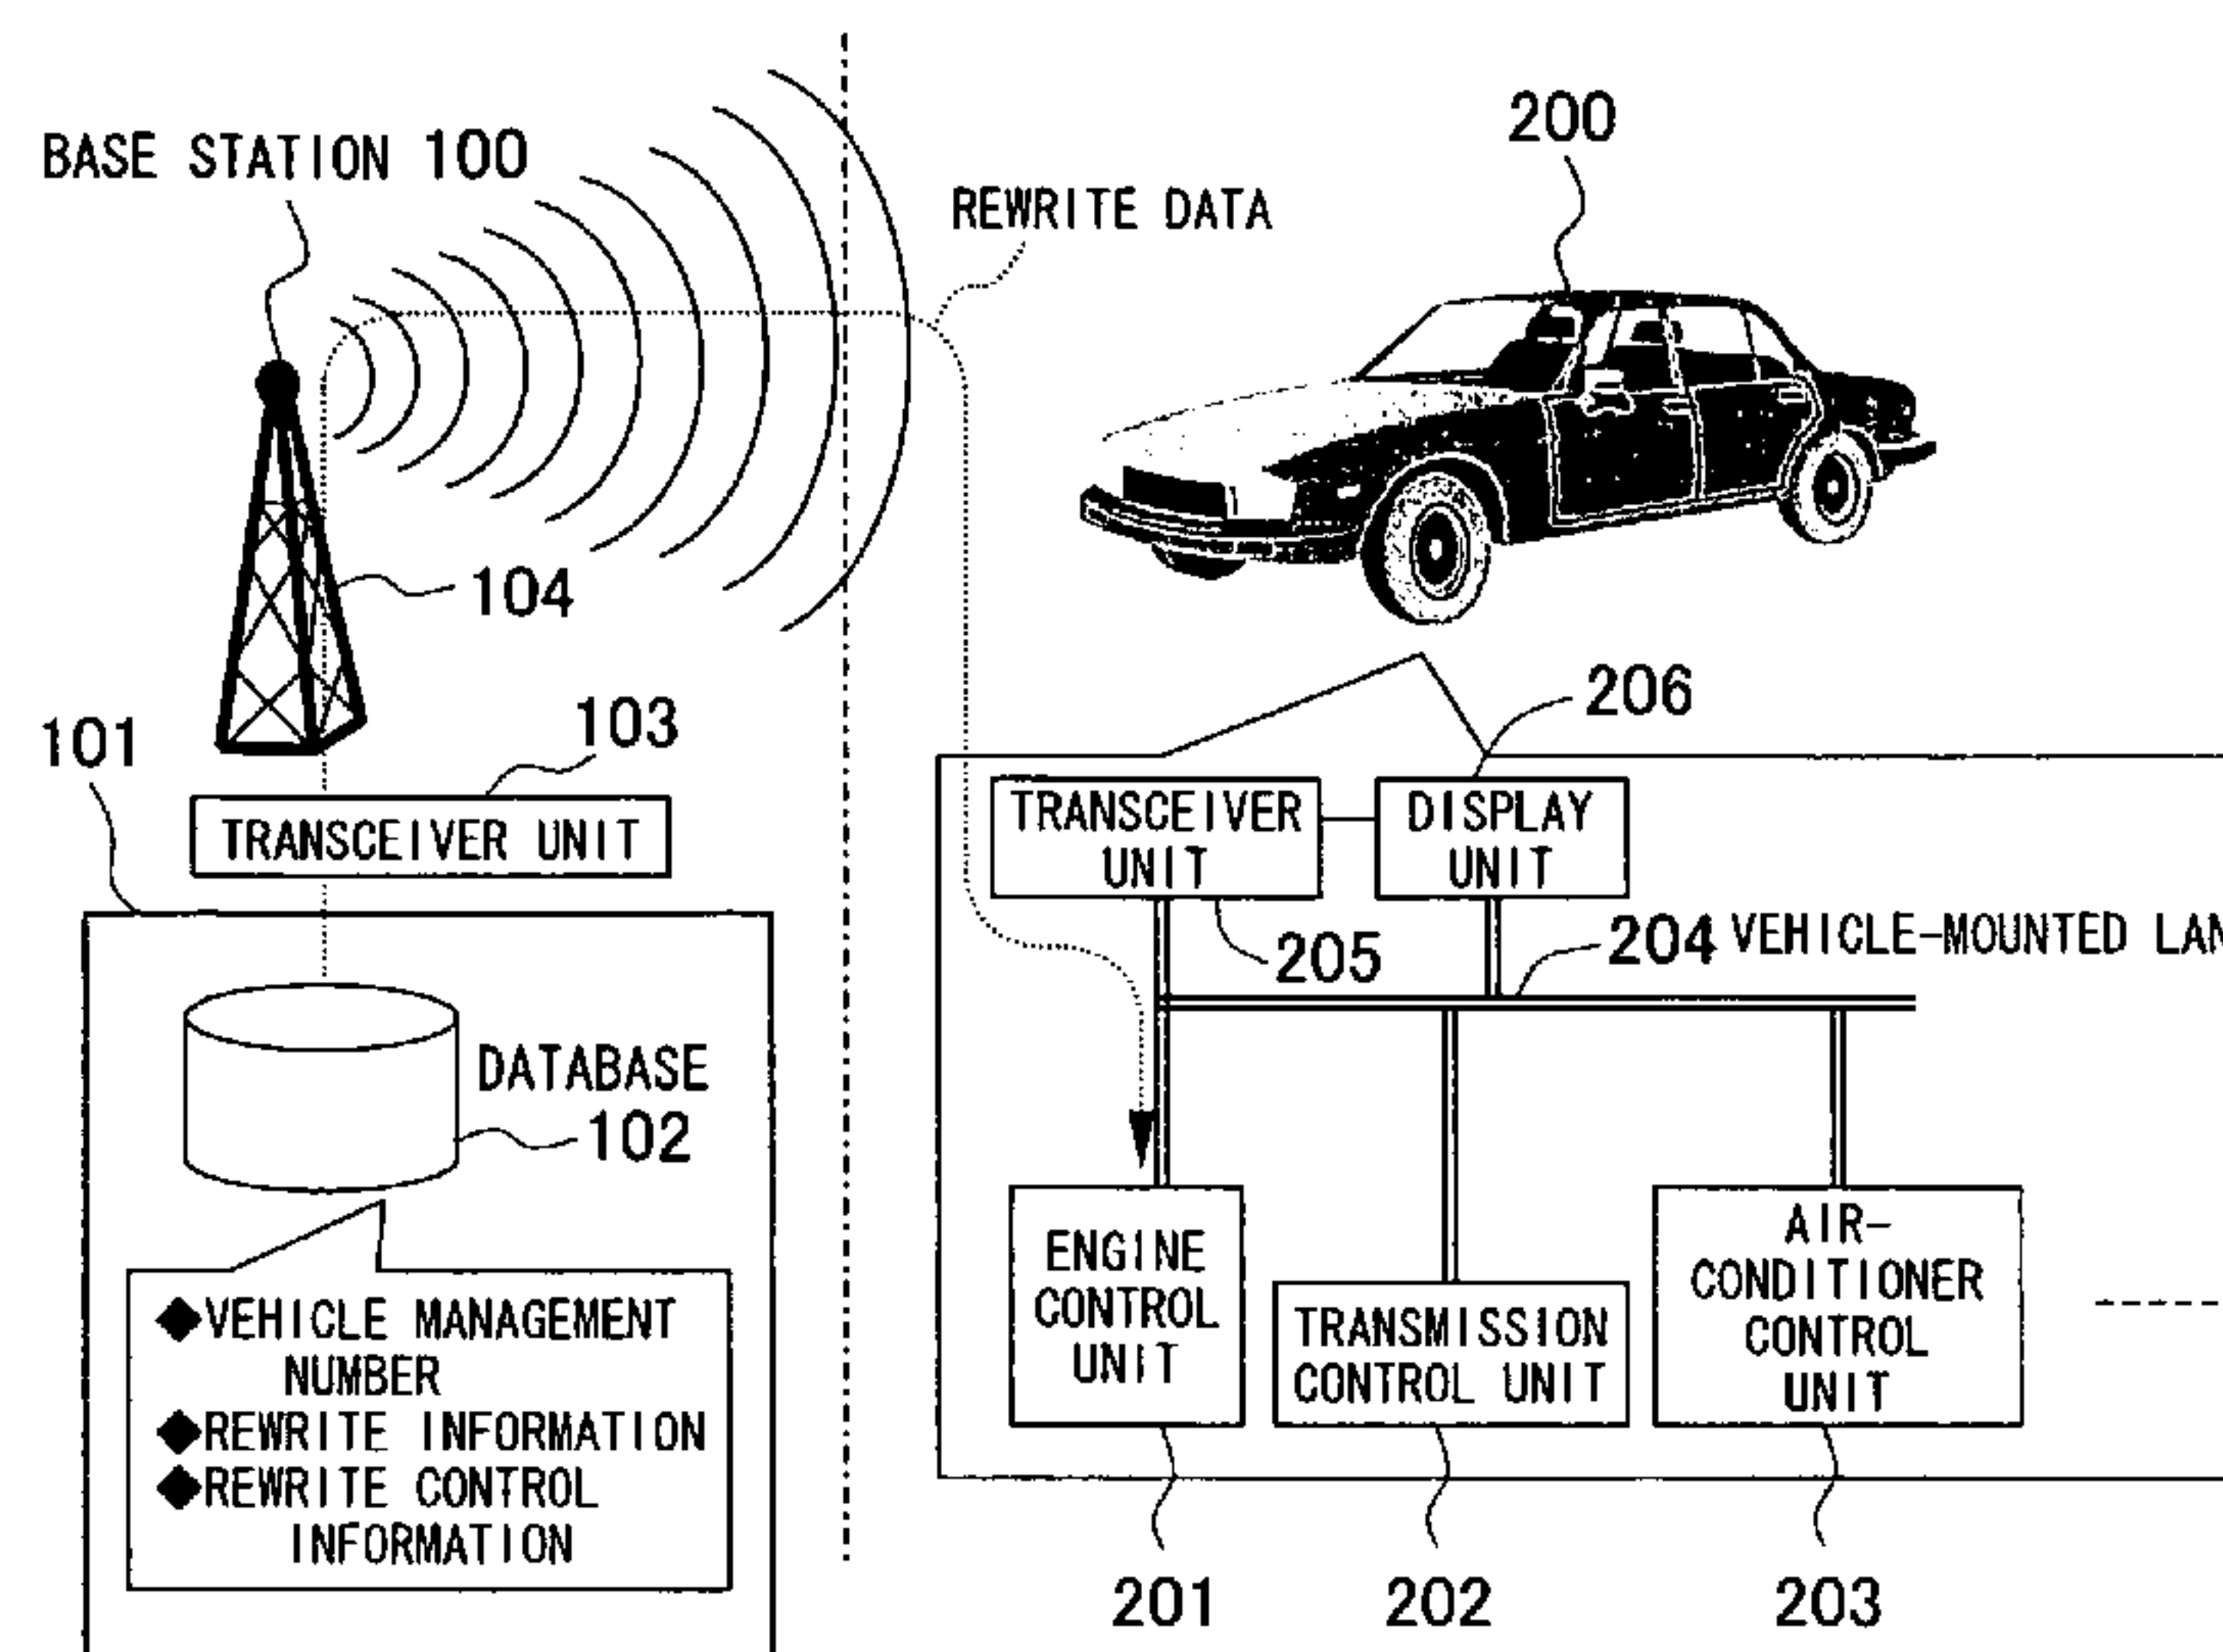 BASE STATION 100
200
REWRITE DATA
104
206
103
101
TRANSCEIVER UNIT
TRANSCEIVER
UNIT
DISPLAY
UNIT
205
204 VEHICLE-MOUNTED LAN
DATABASE
102
ENGINE
CONTROL
UNIT
TRANSMISSION
CONTROL UNIT
AIR-
CONDITIONER
CONTROL
UNIT
◆VEHICLE MANAGEMENT
NUMBER
◆REWRITE INFORMATION
◆REWRITE CONTROL
INFORMATION
201
202
203